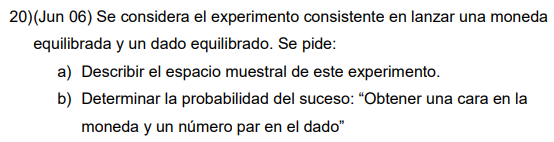 20)(Jun 06) Se considera el experimento consistente en lanzar una moneda
equilibrada y un dado equilibrado. Se pide:
a) Describir el espacio muestral de este experimento.
b) Determinar la probabilidad del suceso: “Obtener una cara en la
moneda y un número par en el dado”